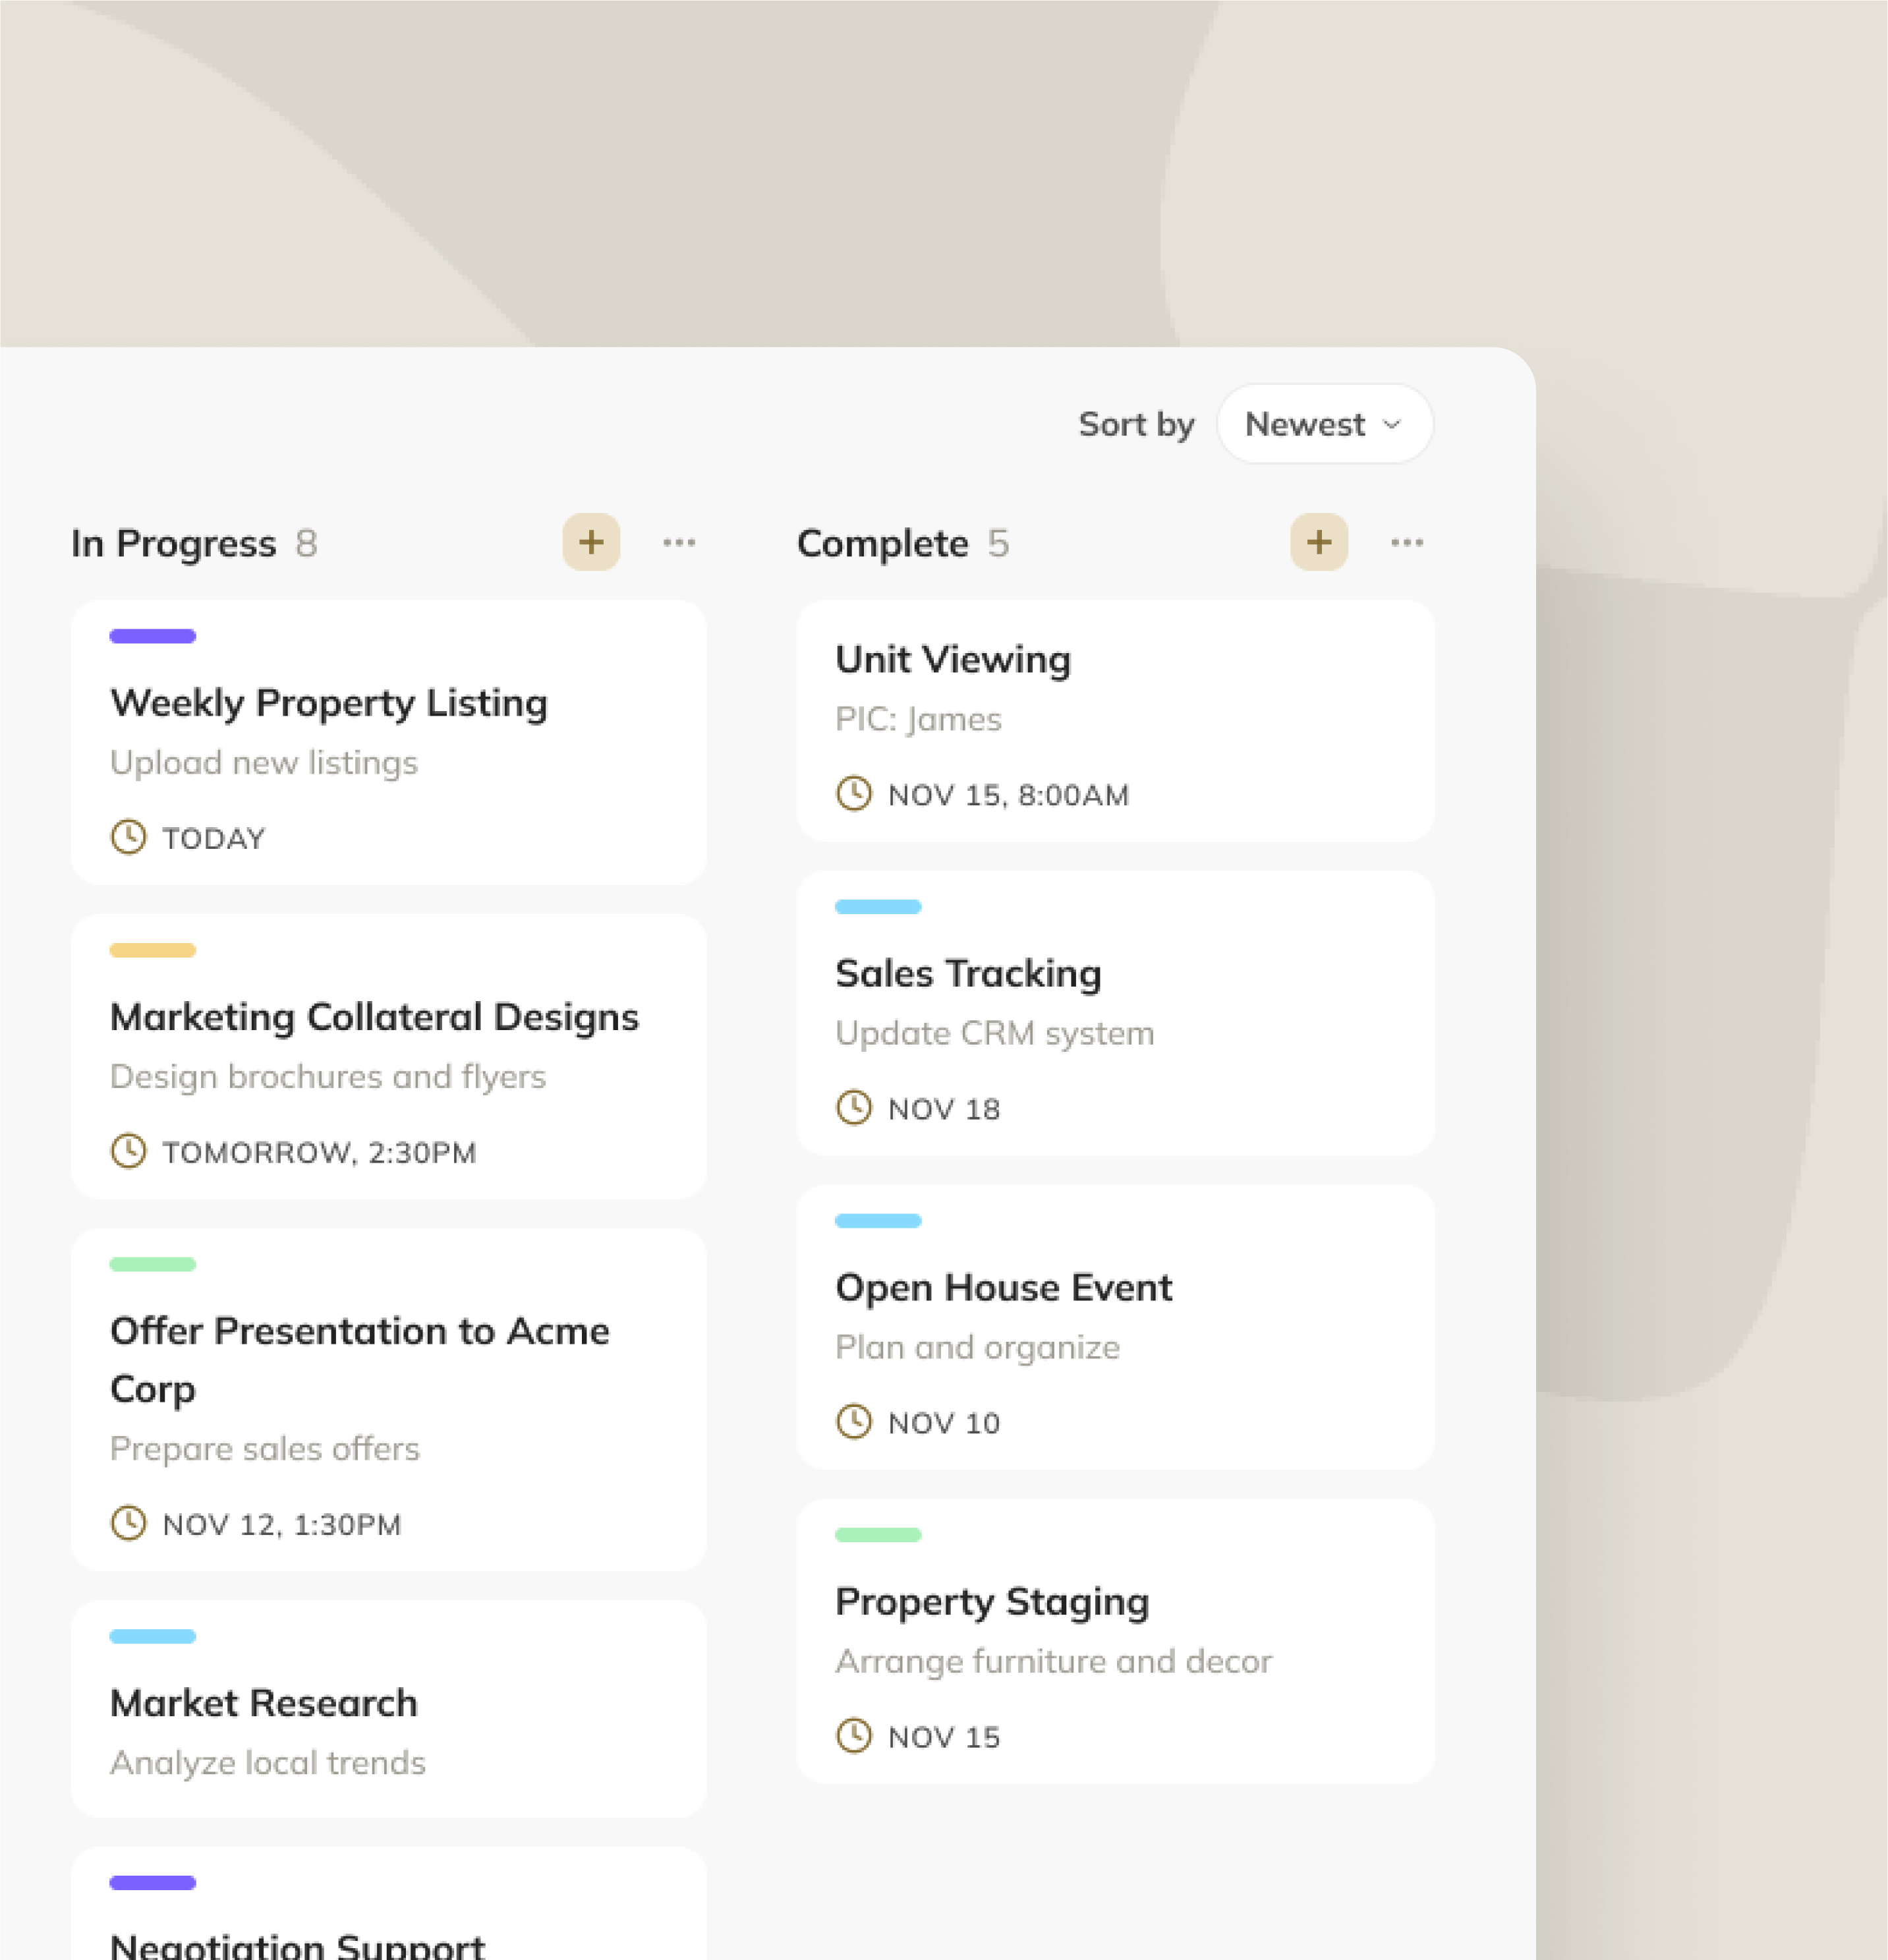 Sort by Newest
In Progress 8
Weekly Property Listing
Upload new listings
TODAY
Marketing Collateral Designs
Design brochures and flyers
TOMORROW, 2:30PM
Offer Presentation to Acme
Corp
Prepare sales offers
NOV 12, 1:30PM
Market Research
Analyze local trends
Negotiation Support
Complete 5
Unit Viewing
PIC: James
NOV 15, 8:00AM
Sales Tracking
Update CRM system
NOV 18
Open House Event
Plan and organize
NOV 10
Property Staging
Arrange furniture and decor
NOV 15